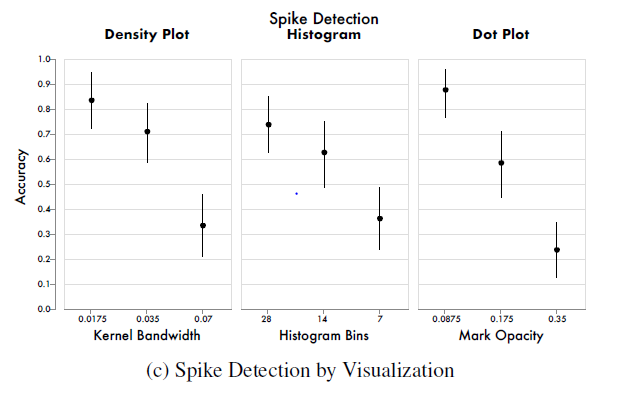 Spike Detection
Density Plot Histogram Dot Plot
1.0
0.9
0.8
0.7
0.6
0.5
0.4
0.3
0.2
0.1
0.0
Accuracy
0.0175 0.035 0.07 28 14 7 0.0875 0.175 0.35
Kernel Bandwidth Histogram Bins Mark Opacity
(c) Spike Detection by Visualization